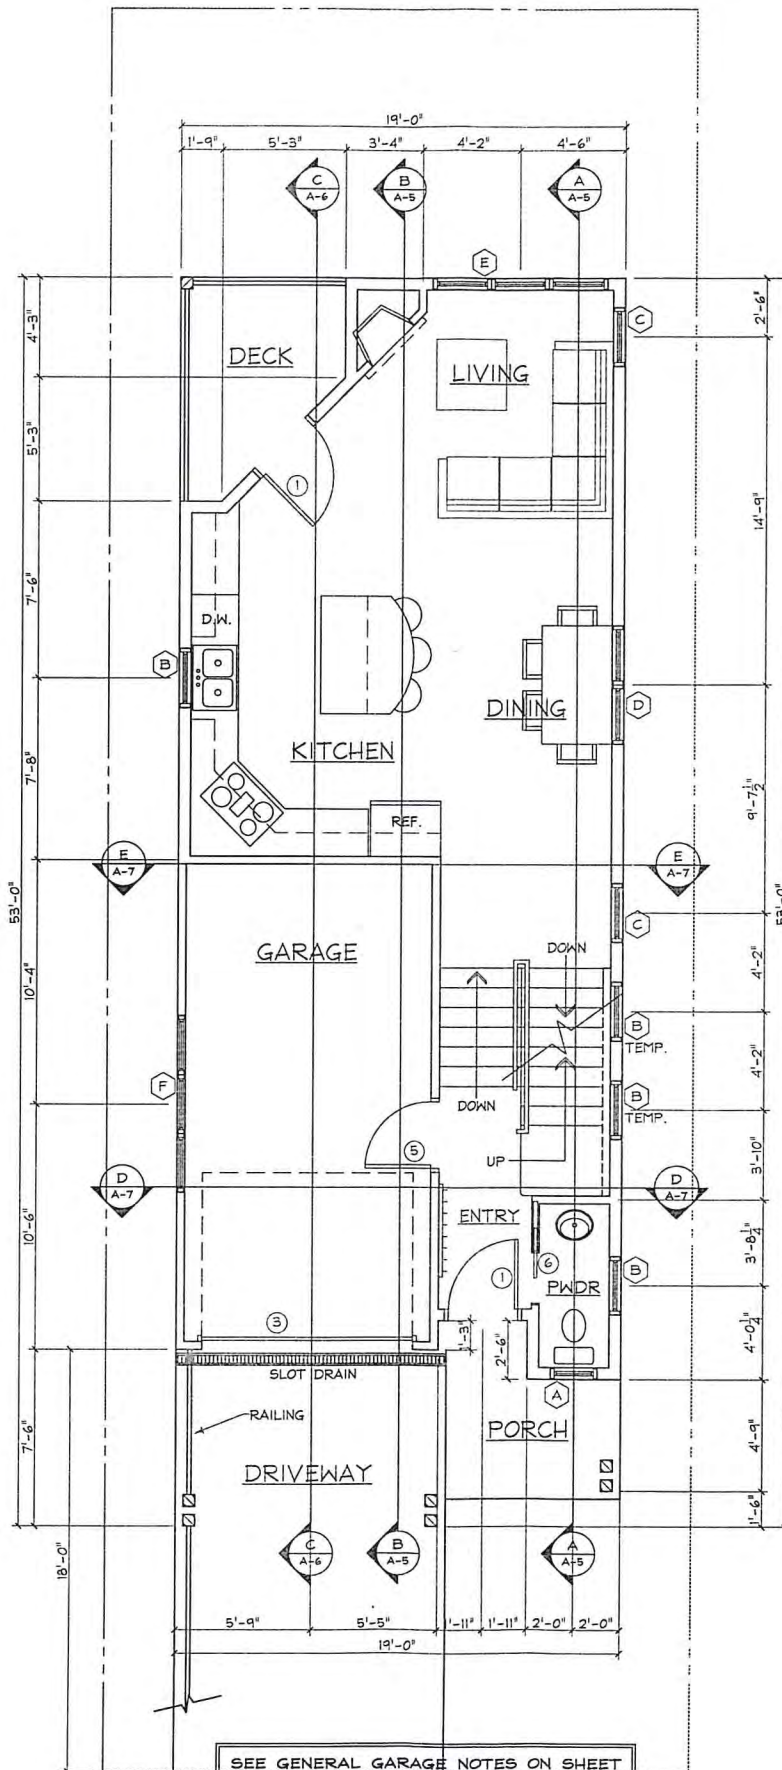 19'-0"
1'-9" 5'-3" 3'-4" 4'-2" 4'-6"
C B A
A-6 A-5 A-5
E
C
2'-6"
4'-3"
DECK
LIVING
5'-3"
1
14'-9"
7'-6"
D.W.
B
DINING
D
KITCHEN
7'-8"
9'-7 1/2"
REF.
E E
A-7 A-7
53'-0" 53'-0"
C
GARAGE
DOWN
10'-4"
4'-2"
B
TEMP.
F
4'-2"
B
TEMP.
DOWN
5
UP
3'-10"
D D
A-7 A-7
ENTRY
10'-6"
3'-8 1/4"
1
6
B
PWDR
3
1'-3"
2'-6"
4'-0 1/4"
SLOT DRAIN
A
RAILING
7'-6"
PORCH
4'-9"
DRIVEWAY
1'-6"
C B A
A-6 A-5 A-5
18'-0"
5'-9" 5'-5" 1'-11" 1'-11" 2'-0" 2'-0"
19'-0"
SEE GENERAL GARAGE NOTES ON SHEET